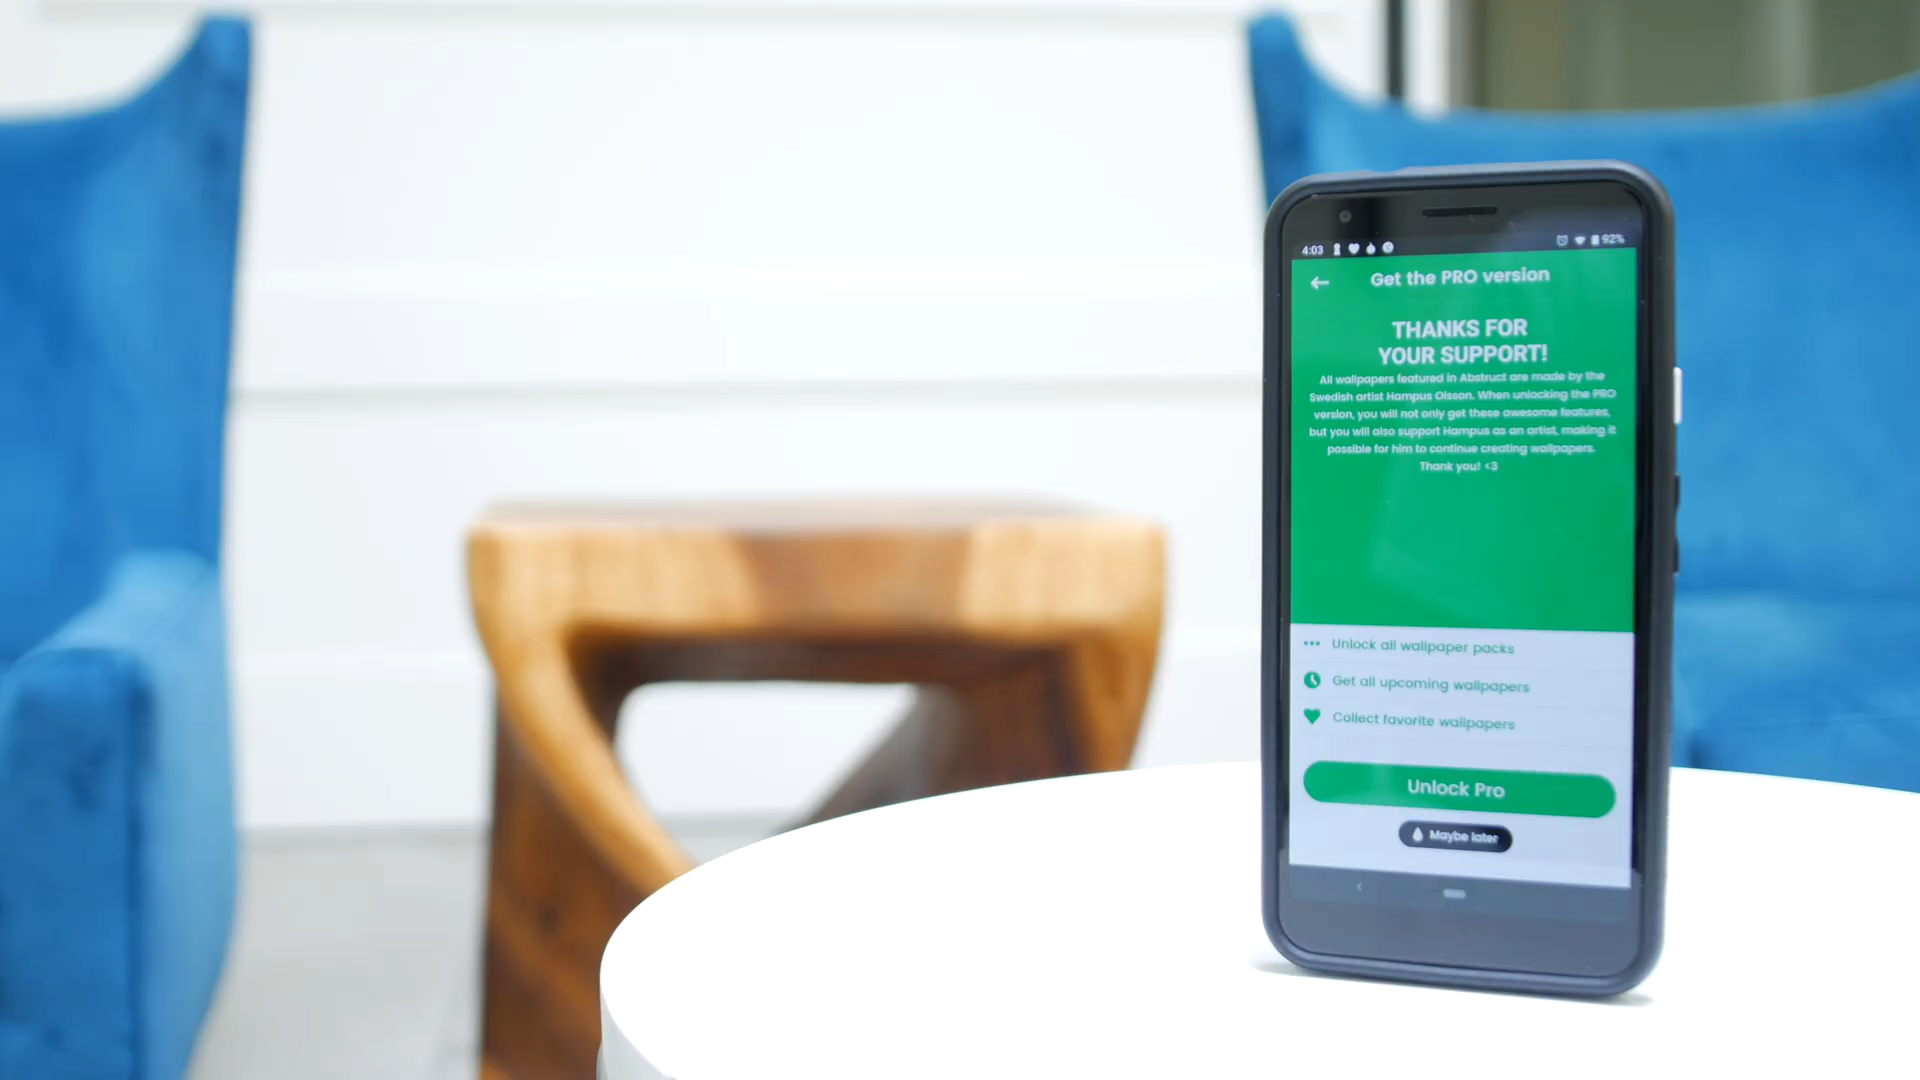 4:03
92%
Get the PRO version
THANKS FOR
YOUR SUPPORT!
All wallpapers featured in Abstruct are made by the
Swedish artist Hampus Olsson. When unlocking the PRO
version, you will not only get these awesome features,
but you will also support Hampus as an artist, making it
possible for him to continue creating wallpapers.
Thank you! <3
Unlock all wallpaper packs
Get all upcoming wallpapers
Collect favorite wallpapers
Unlock Pro
Maybe later